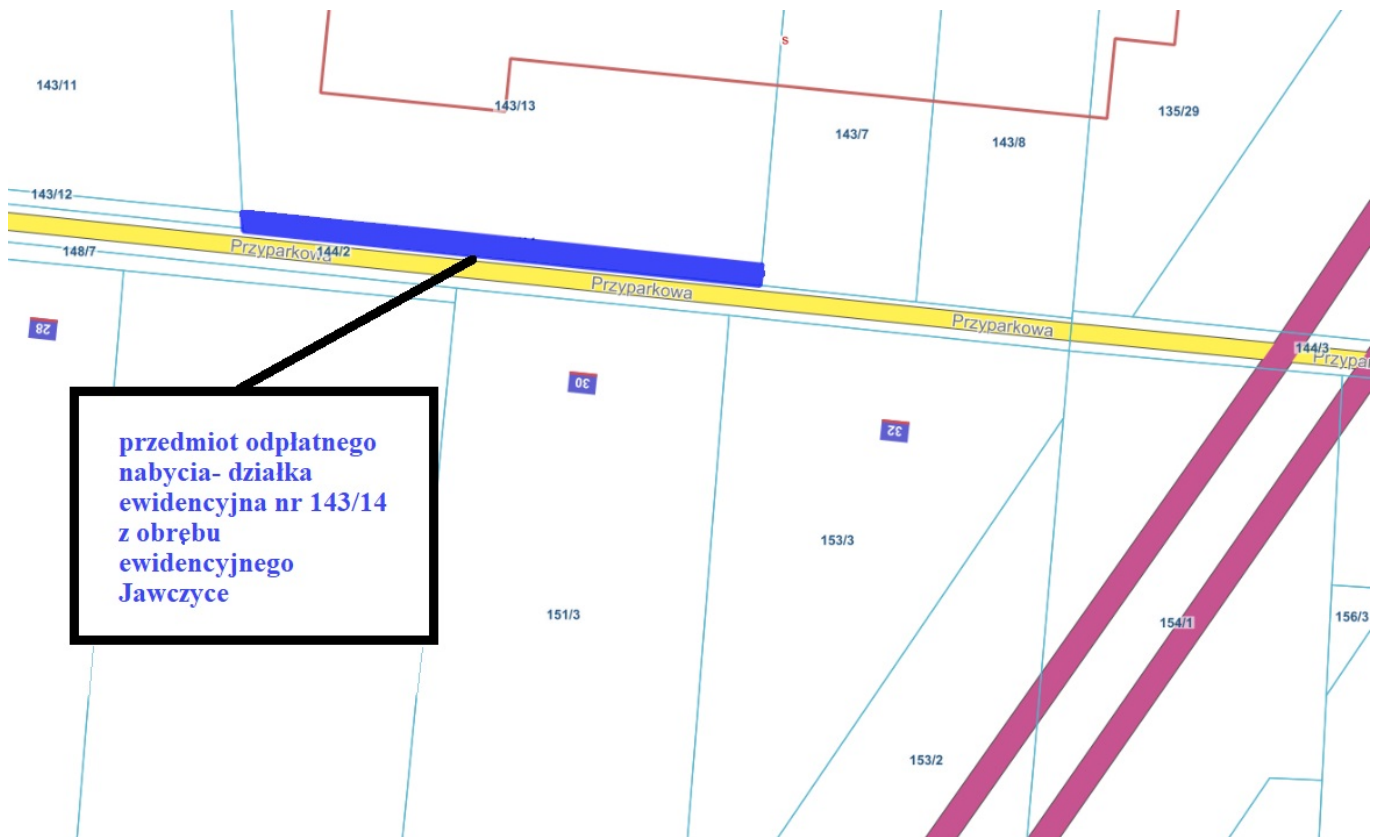 s
143/11
143/13
135/29
143/7
143/8
143/12
Przyparkowa
144/2
148/7
Przyparkowa
Przyparkowa
144/3
Przypar
28
30
32
przedmiot odpłatnego
nabycia- działka
ewidencyjna nr 143/14
z obrębu
ewidencyjnego
Jawczyce
153/3
151/3
154/1
156/3
153/2